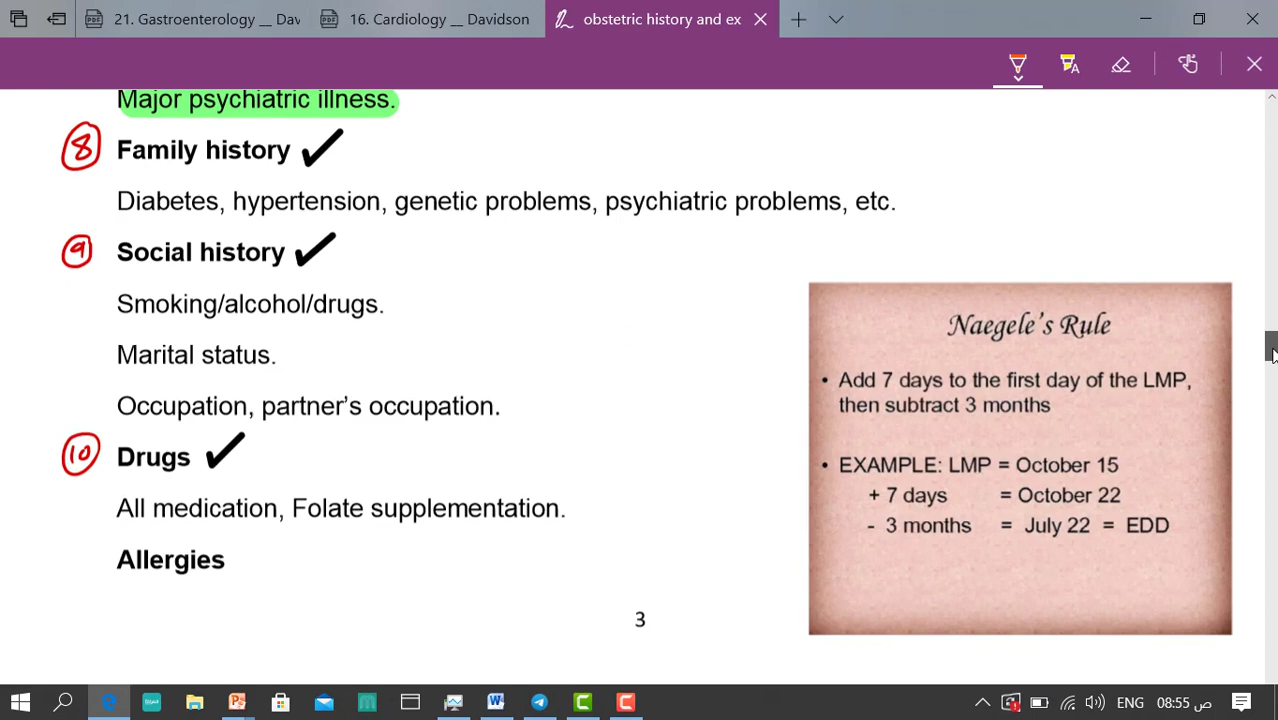 21. Gastroenterology __ Dav
16. Cardiology __ Davidson
obstetric history and ex
Major psychiatric illness.
8 Family history ✔
Diabetes, hypertension, genetic problems, psychiatric problems, etc.
9 Social history ✔
Smoking/alcohol/drugs.
Marital status.
Occupation, partner's occupation.
10 Drugs ✔
All medication, Folate supplementation.
Allergies
3
Naegele's Rule
• Add 7 days to the first day of the LMP,
then subtract 3 months
• EXAMPLE: LMP = October 15
+ 7 days = October 22
- 3 months = July 22 = EDD
ENG 08:55 ص